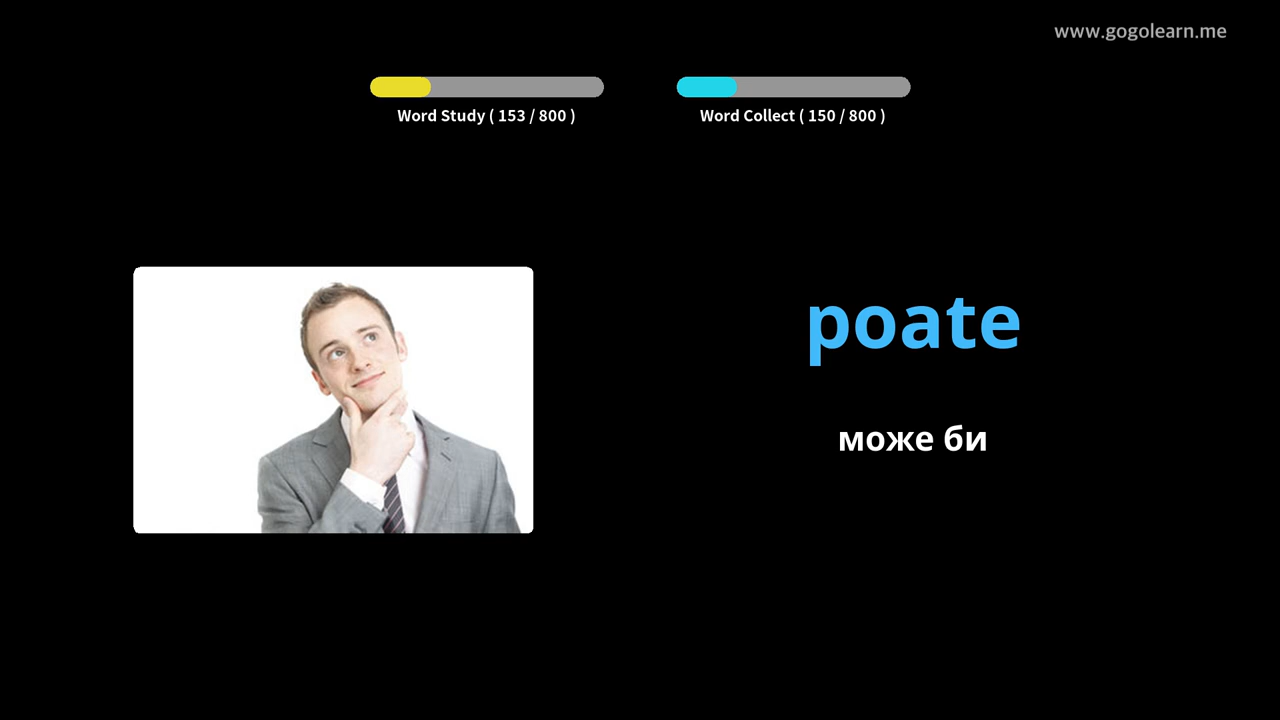 www.gogolearn.me
Word Study ( 153 / 800 )
Word Collect ( 150 / 800 )
poate
може би